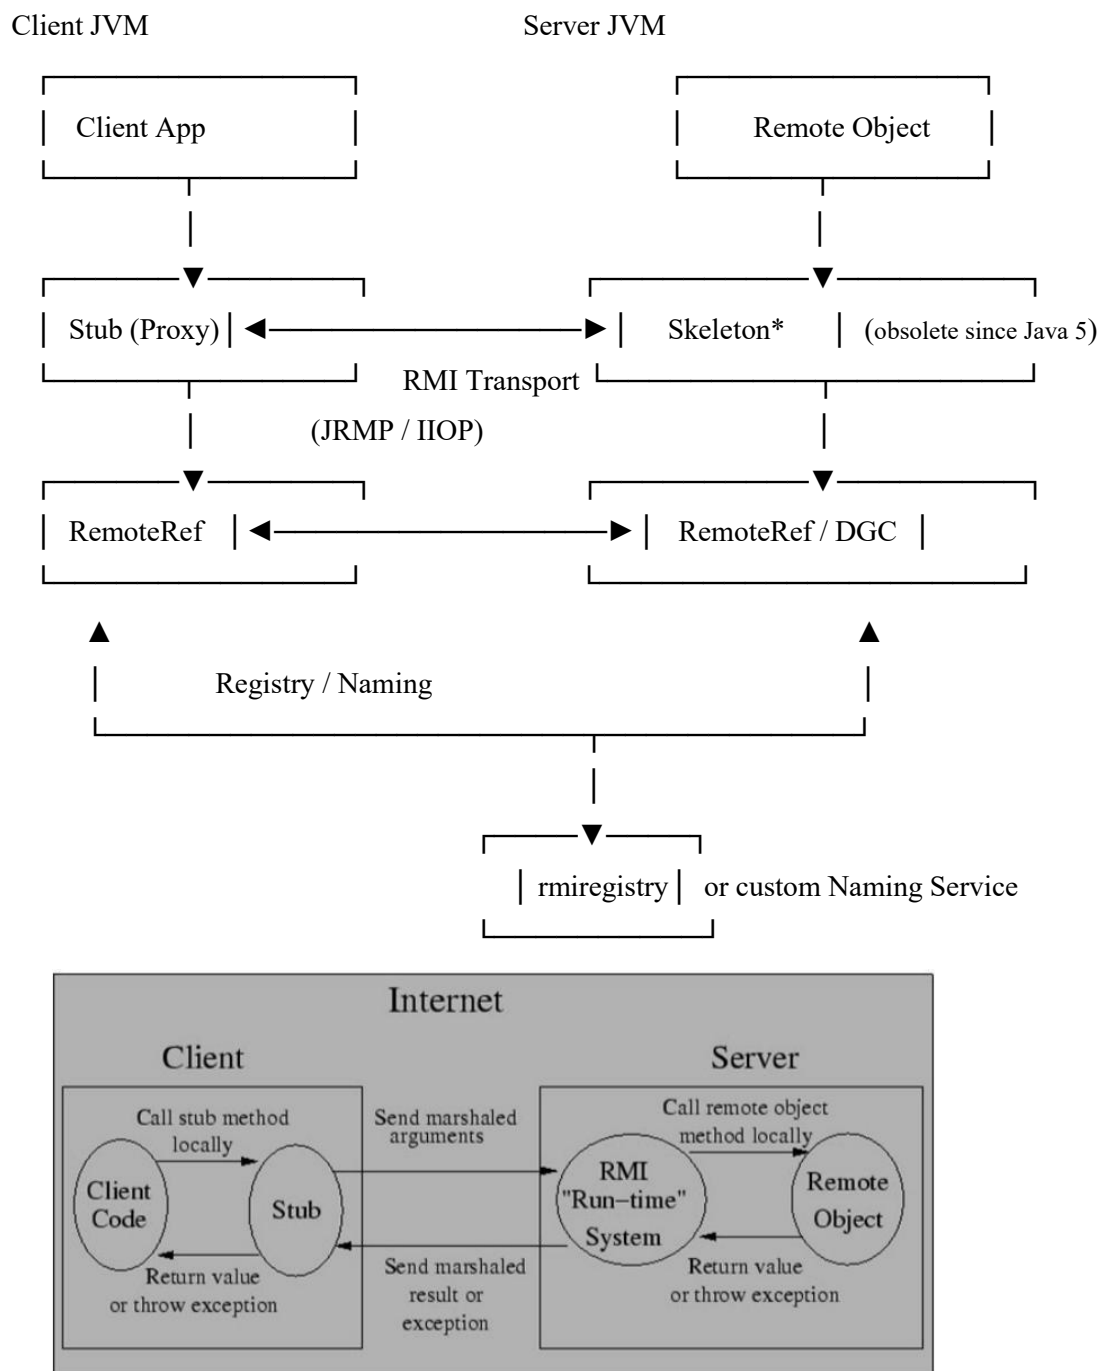 Client JVM Server JVM
Client App Remote Object
Stub (Proxy) Skeleton* (obsolete since Java 5)
RMI Transport
(JRMP / IIOP)
RemoteRef RemoteRef / DGC
Registry / Naming
rmiregistry or custom Naming Service
Internet
Client
Server
Call stub method
locally
Send marshaled
arguments
Call remote object
method locally
Client
Code
Stub
RMI
"Run-time"
System
Remote
Object
Return value
or throw exception
Send marshaled
result or
exception
Return value
or throw exception